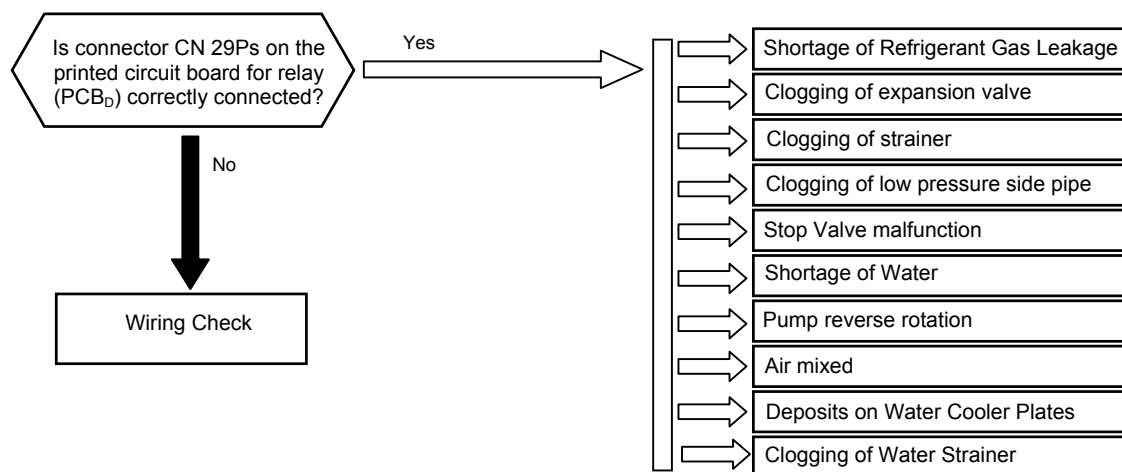 Is connector CN 29Ps on the
printed circuit board for relay
(PCBD) correctly connected?
Yes
No
Wiring Check
Shortage of Refrigerant Gas Leakage
Clogging of expansion valve
Clogging of strainer
Clogging of low pressure side pipe
Stop Valve malfunction
Shortage of Water
Pump reverse rotation
Air mixed
Deposits on Water Cooler Plates
Clogging of Water Strainer